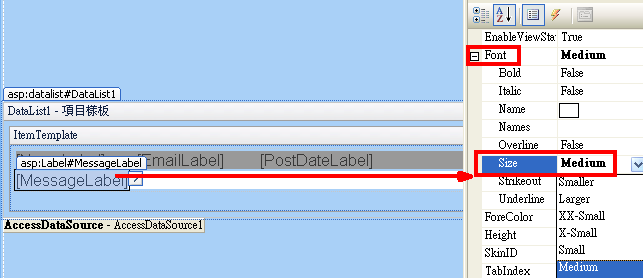 asp:datalist#DataList1
DataList1 - 項目樣板
ItemTemplate
[EmailLabel] [PostDateLabel]
asp:Label#MessageLabel
[MessageLabel]
AccessDataSource - AccessDataSource1
EnableViewSta True
Font Medium
Bold False
Italic False
Name
Names
Overline False
Size Medium
Strikeout Smaller
Underline Larger
ForeColor XX-Small
Height X-Small
SkinID Small
TabIndex Medium